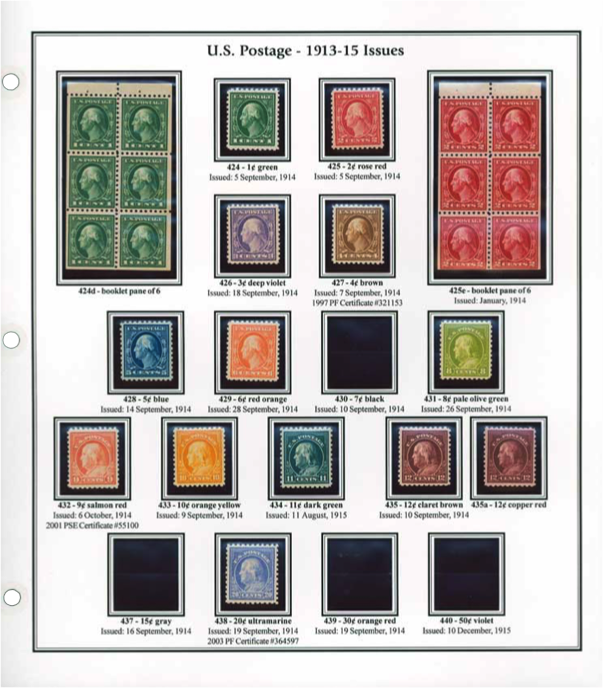 U.S. Postage - 1913-15 Issues
424 - 1¢ green
Issued: 5 September, 1914
425 - 2¢ rose red
Issued: 5 September, 1914
424d - booklet pane of 6
426 - 3¢ deep violet
Issued: 18 September, 1914
427 - 4¢ brown
Issued: 7 September, 1914
1997 PF Certificate #321153
425e - booklet pane of 6
Issued: January, 1914
428 - 5¢ blue
Issued: 14 September, 1914
429 - 6¢ red orange
Issued: 28 September, 1914
430 - 7¢ black
Issued: 10 September, 1914
431 - 8¢ pale olive green
Issued: 26 September, 1914
432 - 9¢ salmon red
Issued: 6 October, 1914
2001 PSE Certificate #55100
433 - 10¢ orange yellow
Issued: 9 September, 1914
434 - 11¢ dark green
Issued: 11 August, 1915
435 - 12¢ claret brown
Issued: 10 September, 1914
435a - 12¢ copper red
437 - 15¢ gray
Issued: 16 September, 1914
438 - 20¢ ultramarine
Issued: 19 September, 1914
2003 PF Certificate #364597
439 - 30¢ orange red
Issued: 19 September, 1914
440 - 50¢ violet
Issued: 10 December, 1915